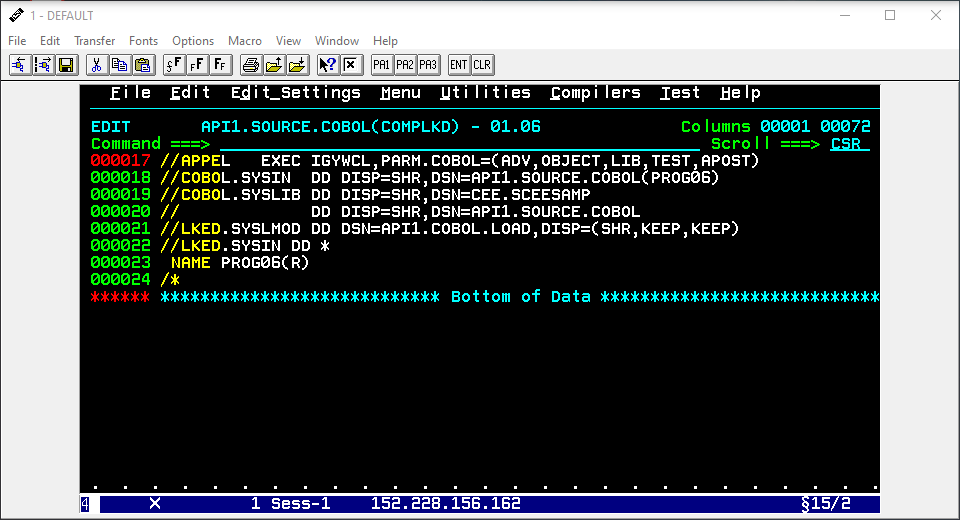 1 - DEFAULT
File Edit Transfer Fonts Options Macro View Window Help
PA1 PA2 PA3 ENT CLR
File Edit Edit_Settings Menu Utilities Compilers Test Help
EDIT API1.SOURCE.COBOL(COMPLKD) - 01.06 Columns 00001 00072
Command ===> Scroll ===> CSR
000017 //APPEL   EXEC IGYWCL,PARM.COBOL=(ADV,OBJECT,LIB,TEST,APOST)
000018 //COBOL.SYSIN  DD DISP=SHR,DSN=API1.SOURCE.COBOL(PROG06)
000019 //COBOL.SYSLIB DD DISP=SHR,DSN=CEE.SCEESAMP
000020 //             DD DISP=SHR,DSN=API1.SOURCE.COBOL
000021 //LKED.SYSLMOD DD DSN=API1.COBOL.LOAD,DISP=(SHR,KEEP,KEEP)
000022 //LKED.SYSIN DD *
000023  NAME PROG06(R)
000024 /*
****** **************************** Bottom of Data ****************************
4 X 1 Sess-1 152.228.156.162 §15/2